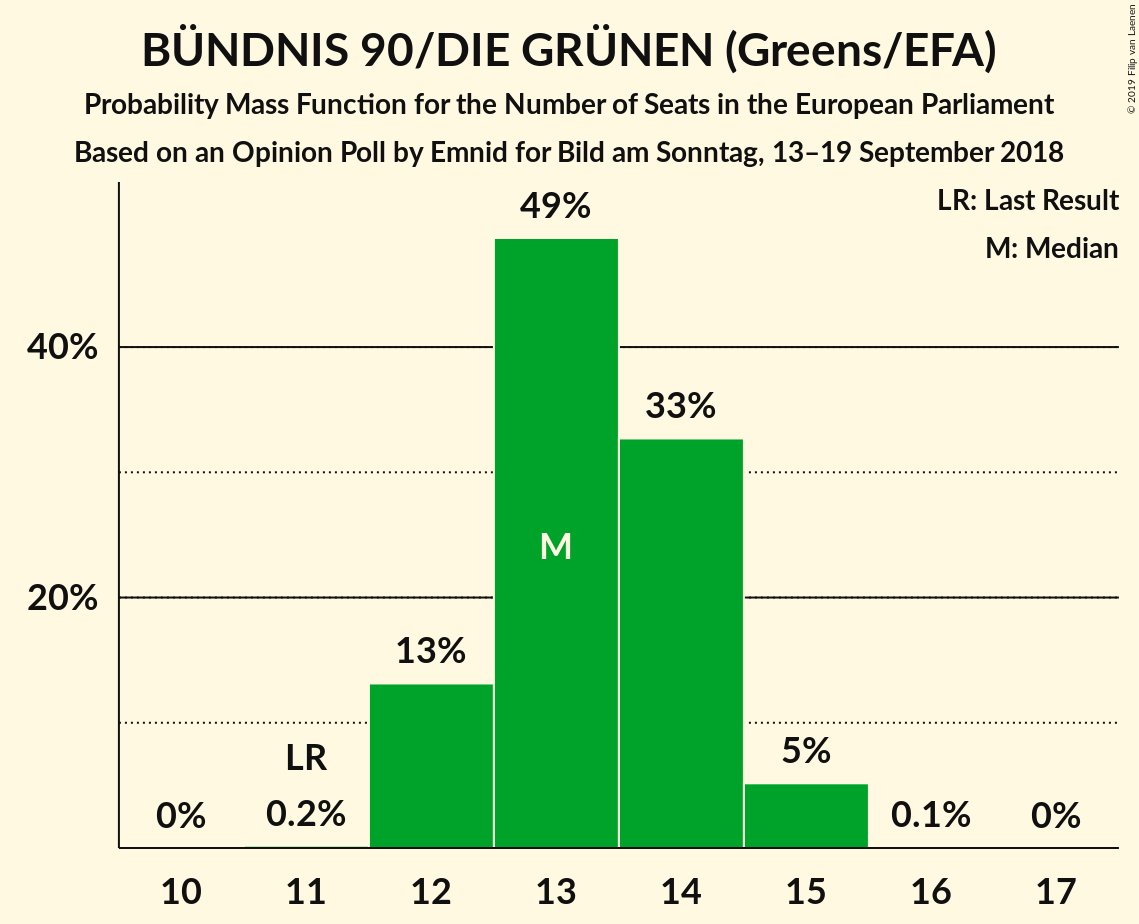 BÜNDNIS 90/DIE GRÜNEN (Greens/EFA)
Probability Mass Function for the Number of Seats in the European Parliament
Based on an Opinion Poll by Emnid for Bild am Sonntag, 13–19 September 2018
© 2019 Filip van Laenen
LR: Last Result
M: Median
49%
40%
33%
M
20%
13%
LR
5%
0%
0.2%
0.1%
0%
10 11 12 13 14 15 16 17